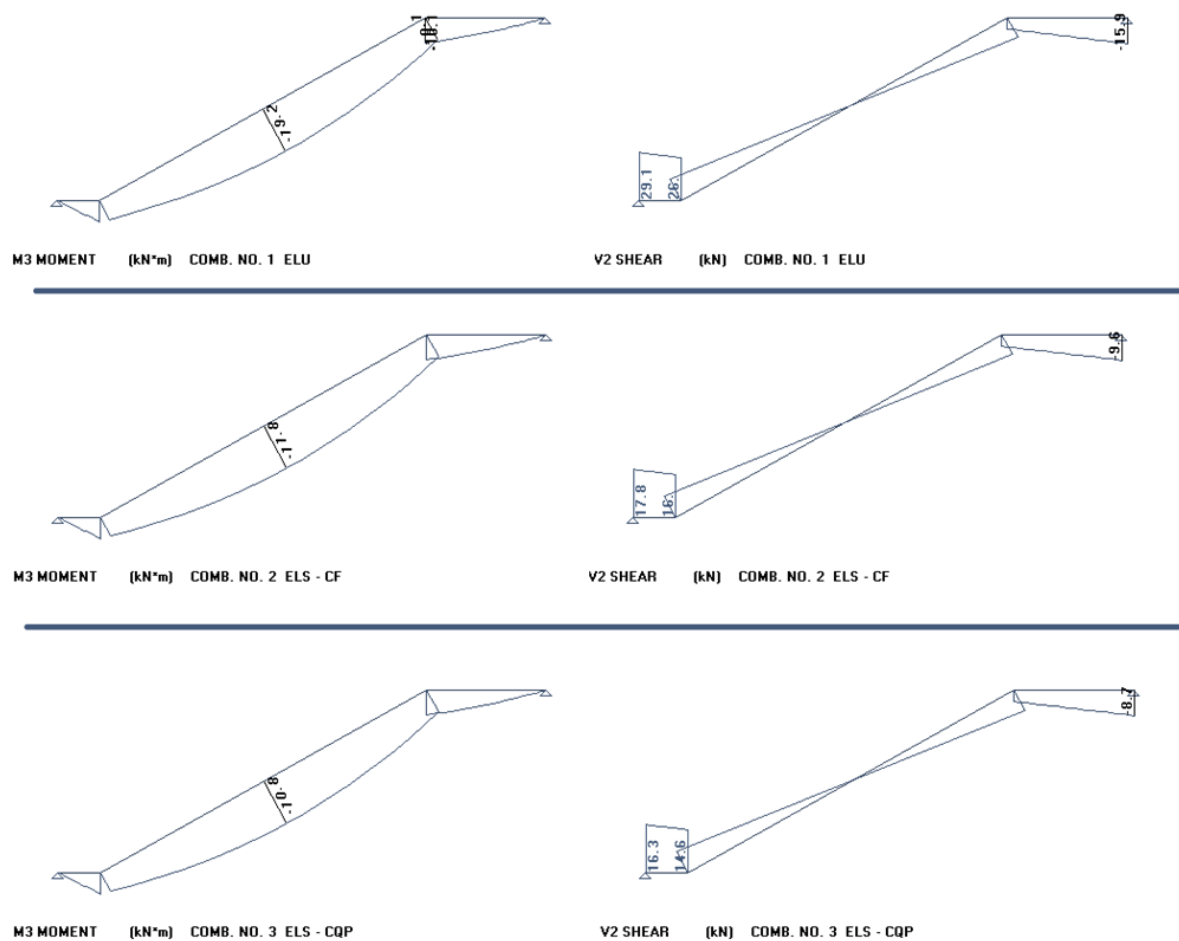 -18.1
-19.2
-15.9
29.1
M3 MOMENT (kN*m) COMB. NO. 1 ELU
V2 SHEAR (kN) COMB. NO. 1 ELU
-11.8
-9.6
17.8
M3 MOMENT (kN*m) COMB. NO. 2 ELS - CF
V2 SHEAR (kN) COMB. NO. 2 ELS - CF
-10.8
-8.7
16.3
14.6
M3 MOMENT (kN*m) COMB. NO. 3 ELS - CQP
V2 SHEAR (kN) COMB. NO. 3 ELS - CQP